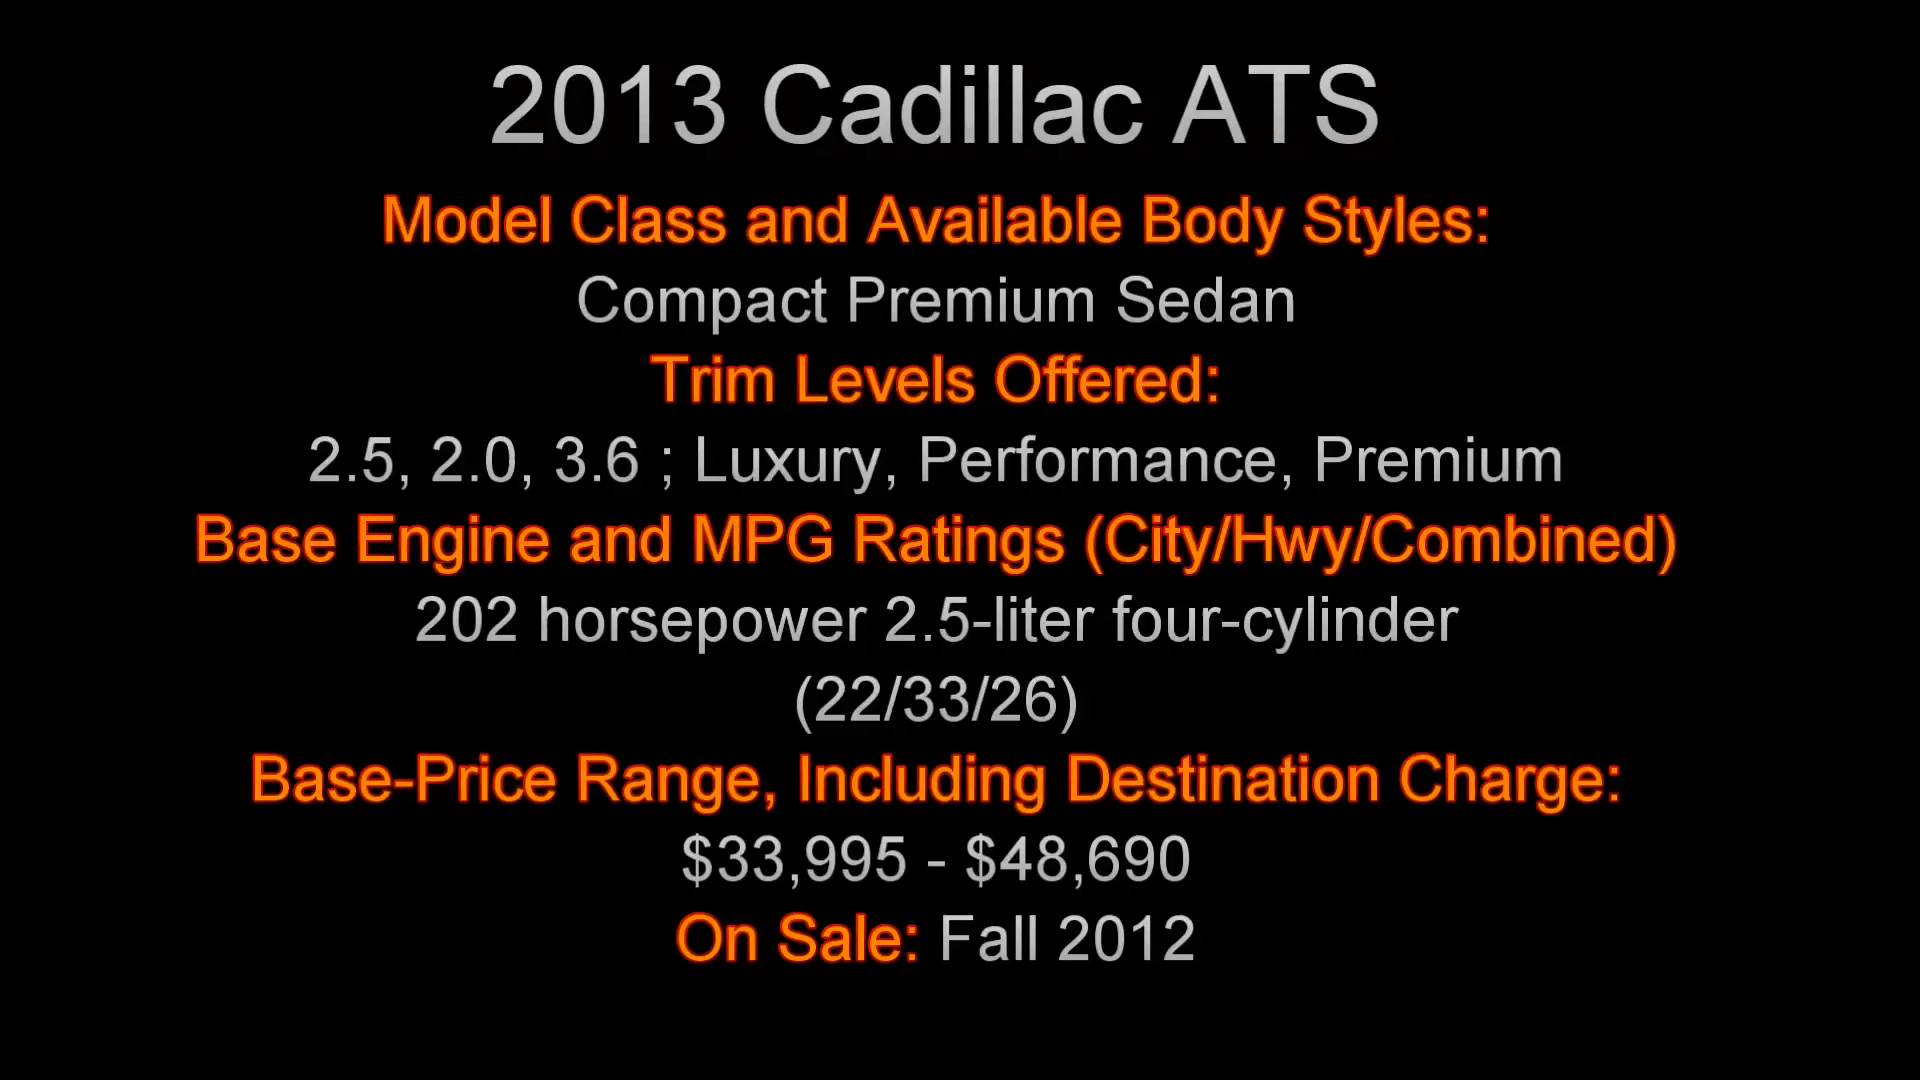 2013 Cadillac ATS
Model Class and Available Body Styles:
Compact Premium Sedan
Trim Levels Offered:
2.5, 2.0, 3.6 ; Luxury, Performance, Premium
Base Engine and MPG Ratings (City/Hwy/Combined)
202 horsepower 2.5-liter four-cylinder
(22/33/26)
Base-Price Range, Including Destination Charge:
$33,995 - $48,690
On Sale: Fall 2012